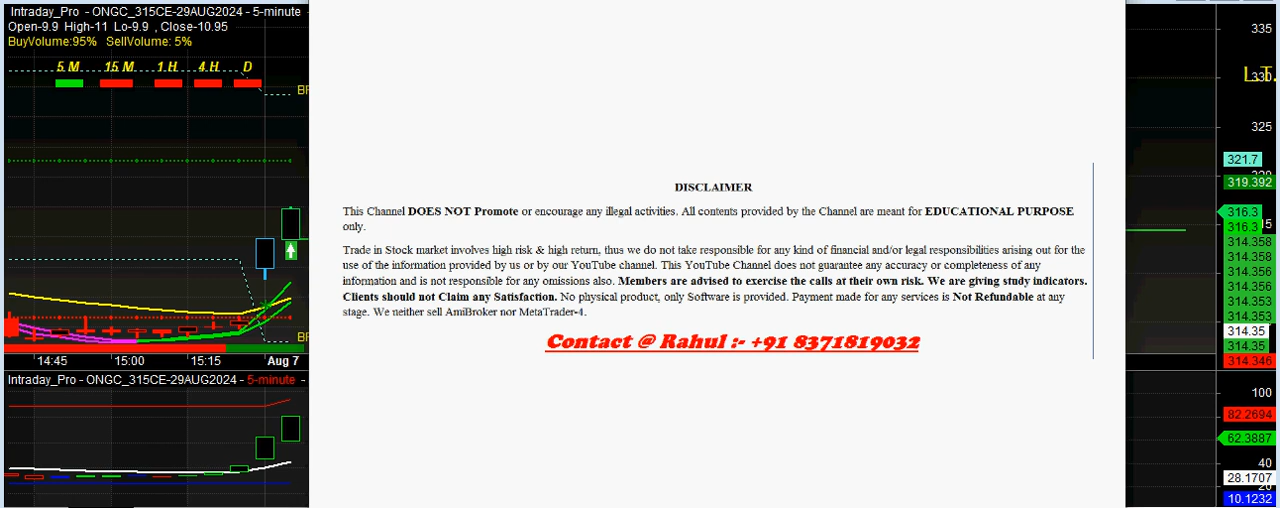 Intraday_Pro - ONGC_315CE-29AUG2024 - 5-minute -
Open-9.9 High-11 Lo-9.9 , Close-10.95
BuyVolume:95% SellVolume: 5%
5 M 15 M 1 H 4 H D
14:45 15:00 15:15 Aug 7
Intraday_Pro - ONGC_315CE-29AUG2024 - 5-minute -
DISCLAIMER
This Channel DOES NOT Promote or encourage any illegal activities. All contents provided by the Channel are meant for EDUCATIONAL PURPOSE
only.
Trade in Stock market involves high risk & high return, thus we do not take responsible for any kind of financial and/or legal responsibilities arising out for the
use of the information provided by us or by our YouTube channel. This YouTube Channel does not guarantee any accuracy or completeness of any
information and is not responsible for any omissions also. Members are advised to exercise the calls at their own risk. We are giving study indicators.
Clients should not Claim any Satisfaction. No physical product, only Software is provided. Payment made for any services is Not Refundable at any
stage. We neither sell AmiBroker nor MetaTrader-4.
Contact @ Rahul :- +91 8371819032
335
330
325
321.7
319.392
316.3
316.3
314.358
314.358
314.356
314.356
314.353
314.353
314.35
314.35
314.346
100
82.2694
62.3887
40
28.1707
20
10.1232